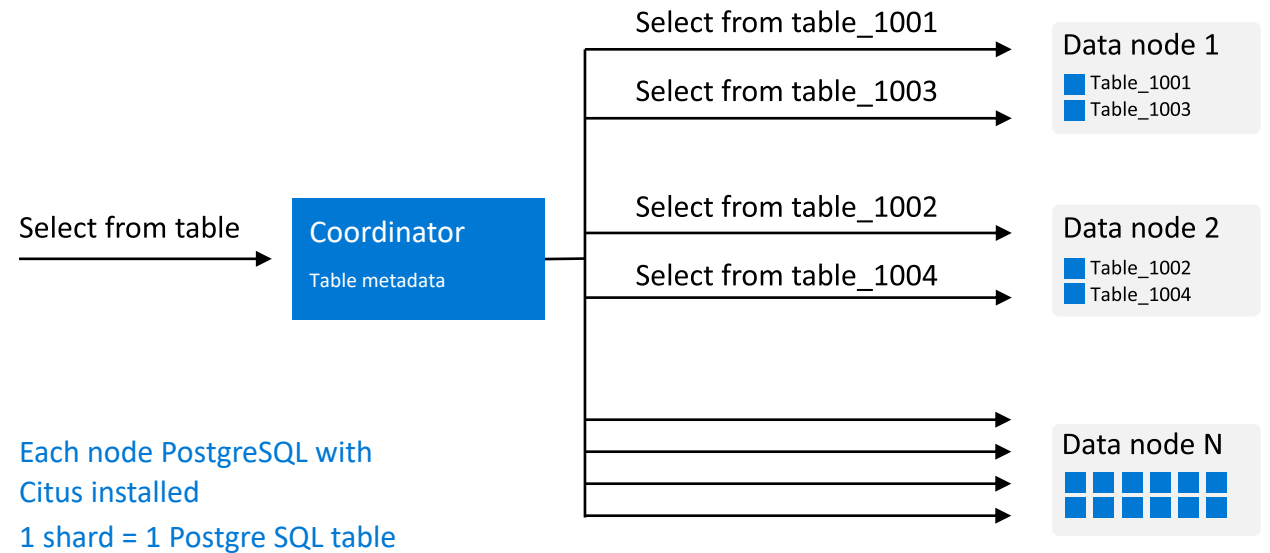 Select from table_1001
Data node 1
Table_1001
Select from table_1003
Table_1003
Select from table_1002
Select from table
Coordinator
Data node 2
Table metadata
Select from table_1004
Table_1002
Table_1004
Each node PostgreSQL with
Citus installed
1 shard = 1 Postgre SQL table
Data node N